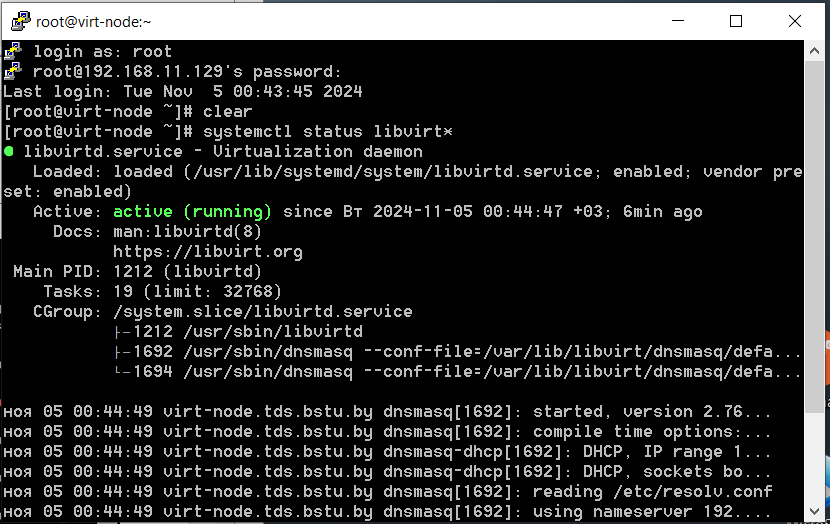 root@virt-node:~
login as: root
root@192.168.11.129's password:
Last login: Tue Nov  5 00:43:45 2024
[root@virt-node ~]# clear
[root@virt-node ~]# systemctl status libvirt*
● libvirtd.service - Virtualization daemon
   Loaded: loaded (/usr/lib/systemd/system/libvirtd.service; enabled; vendor pre
set: enabled)
   Active: active (running) since Вт 2024-11-05 00:44:47 +03; 6min ago
     Docs: man:libvirtd(8)
           https://libvirt.org
 Main PID: 1212 (libvirtd)
    Tasks: 19 (limit: 32768)
   CGroup: /system.slice/libvirtd.service
           ├─1212 /usr/sbin/libvirtd
           ├─1692 /usr/sbin/dnsmasq --conf-file=/var/lib/libvirt/dnsmasq/defa...
           └─1694 /usr/sbin/dnsmasq --conf-file=/var/lib/libvirt/dnsmasq/defa...
ноя 05 00:44:49 virt-node.tds.bstu.by dnsmasq[1692]: started, version 2.76...
ноя 05 00:44:49 virt-node.tds.bstu.by dnsmasq[1692]: compile time options:...
ноя 05 00:44:49 virt-node.tds.bstu.by dnsmasq-dhcp[1692]: DHCP, IP range 1...
ноя 05 00:44:49 virt-node.tds.bstu.by dnsmasq-dhcp[1692]: DHCP, sockets bo...
ноя 05 00:44:49 virt-node.tds.bstu.by dnsmasq[1692]: reading /etc/resolv.conf
ноя 05 00:44:49 virt-node.tds.bstu.by dnsmasq[1692]: using nameserver 192....